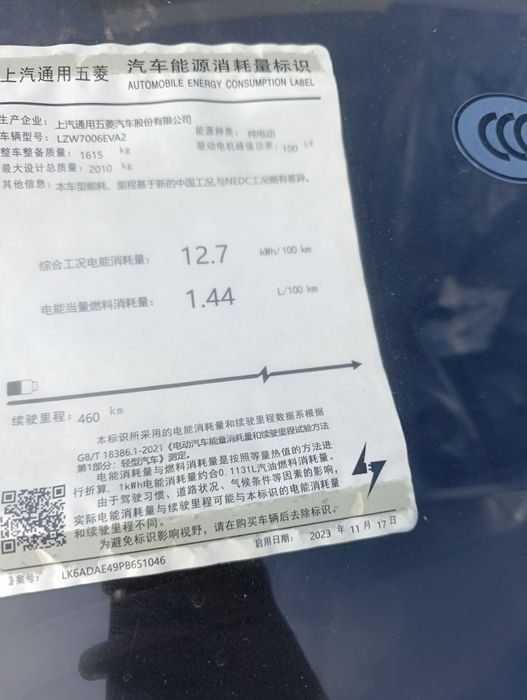 上汽通用五菱 汽车能源消耗量标识
AUTOMOBILE ENERGY CONSUMPTION LABEL
生产企业: 上汽通用五菱汽车股份有限公司
车辆型号: LZW7006EVA2 能源种类: 纯电动
整车整备质量: 1615 kg 驱动电机峰值功率: 100 kW
最大设计总质量: 2010 kg
其他信息: 本车型能耗、里程基于新的中国工况,与NEDC工况略有差异。
综合工况电能消耗量: 12.7 kWh/100 km
电能当量燃料消耗量: 1.44 L/100 km
续驶里程: 460 km
本标识所采用的电能消耗量和续驶里程数据系根据
GB/T 18386.1-2021《电动汽车能量消耗量和续驶里程试验方法
第1部分: 轻型汽车》测定。
电能消耗量与燃料消耗量是按照等量热值的方法进
行折算, 1kWh电能消耗量约合0.1131L汽油燃料消耗量。
由于驾驶习惯、道路状况、气候条件等因素的影响,
实际电能消耗量与续驶里程可能与本标识的电能消耗量
和续驶里程不同。
为避免标识影响视野, 请在购买车辆后去除标识。
启用日期: 2023 年 11 月 17 日
备案号: LK6ADAE49PB651046